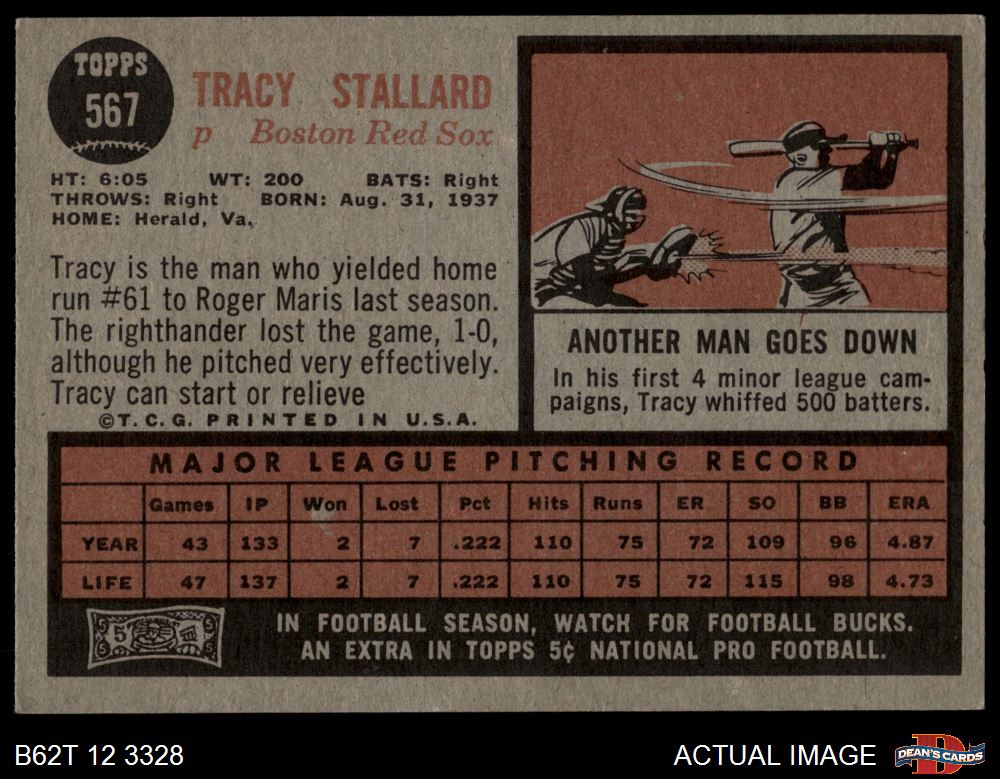 TOPPS
567
TRACY STALLARD
p Boston Red Sox
HT: 6:05 WT: 200 BATS: Right
THROWS: Right BORN: Aug. 31, 1937
HOME: Herald, Va.
Tracy is the man who yielded home
run #61 to Roger Maris last season.
The righthander lost the game, 1-0,
although he pitched very effectively.
Tracy can start or relieve
©T.C.G. PRINTED IN U.S.A.
ANOTHER MAN GOES DOWN
In his first 4 minor league cam-
paigns, Tracy whiffed 500 batters.
MAJOR LEAGUE PITCHING RECORD
Games IP Won Lost Pct Hits Runs ER SO BB ERA
YEAR 43 133 2 7 .222 110 75 72 109 96 4.87
LIFE 47 137 2 7 .222 110 75 72 115 98 4.73
5
IN FOOTBALL SEASON, WATCH FOR FOOTBALL BUCKS.
AN EXTRA IN TOPPS 5¢ NATIONAL PRO FOOTBALL.
B62T 12 3328
ACTUAL IMAGE
DEAN'S CARDS